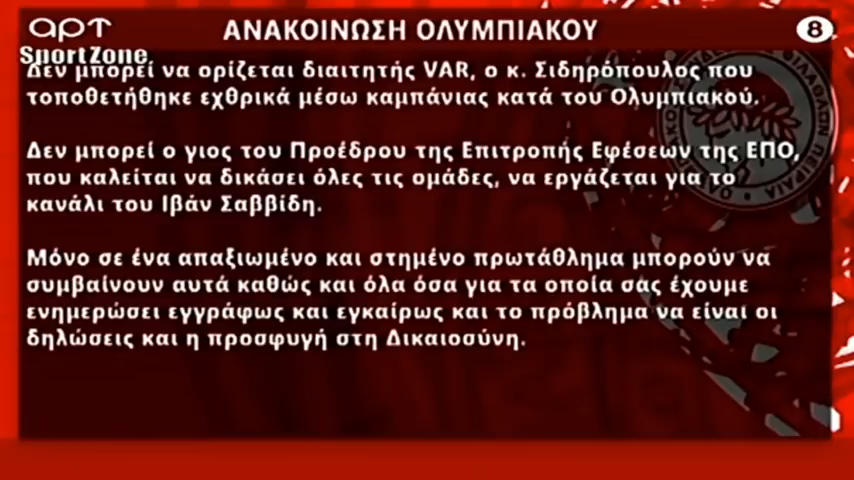 αρτ
SportZone
ΑΝΑΚΟΙΝΩΣΗ ΟΛΥΜΠΙΑΚΟΥ
8
Δεν μπορεί να ορίζεται διαιτητής VAR, ο κ. Σιδηρόπουλος που
τοποθετήθηκε εχθρικά μέσω καμπάνιας κατά του Ολυμπιακού.
Δεν μπορεί ο γιος του Προέδρου της Επιτροπής Εφέσεων της ΕΠΟ,
που καλείται να δικάσει όλες τις ομάδες, να εργάζεται για το
κανάλι του Ιβάν Σαββίδη.
Μόνο σε ένα απαξιωμένο και στημένο πρωτάθλημα μπορούν να
συμβαίνουν αυτά καθώς και όλα όσα για τα οποία σας έχουμε
ενημερώσει εγγράφως και εγκαίρως και το πρόβλημα να είναι οι
δηλώσεις και η προσφυγή στη Δικαιοσύνη.